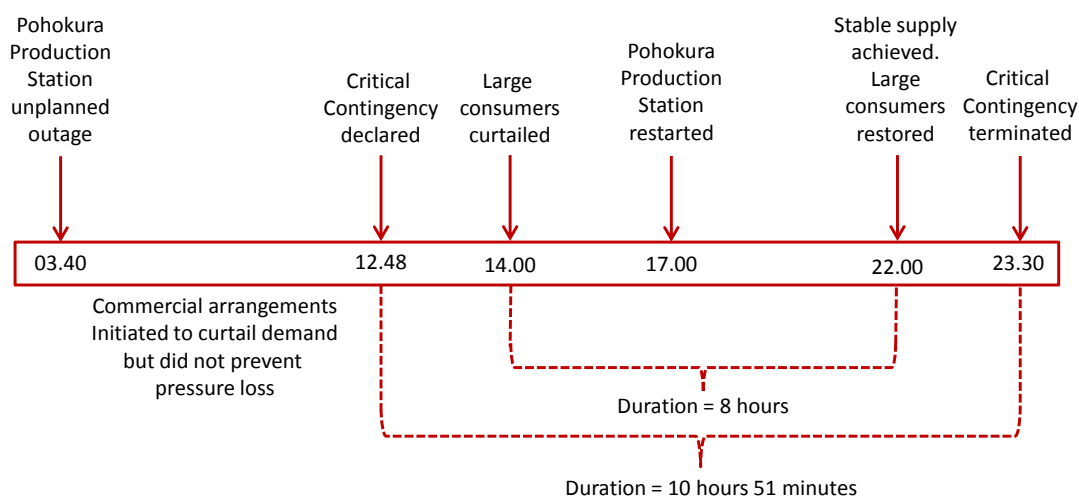 Pohokura
Production
Station
unplanned
outage
Critical
Contingency
declared
Large
consumers
curtailed
Pohokura
Production
Station
restarted
Stable supply
achieved.
Large
consumers
restored
Critical
Contingency
terminated
03.40
12.48
14.00
17.00
22.00
23.30
Commercial arrangements
Initiated to curtail demand
but did not prevent
pressure loss
Duration = 8 hours
Duration = 10 hours 51 minutes